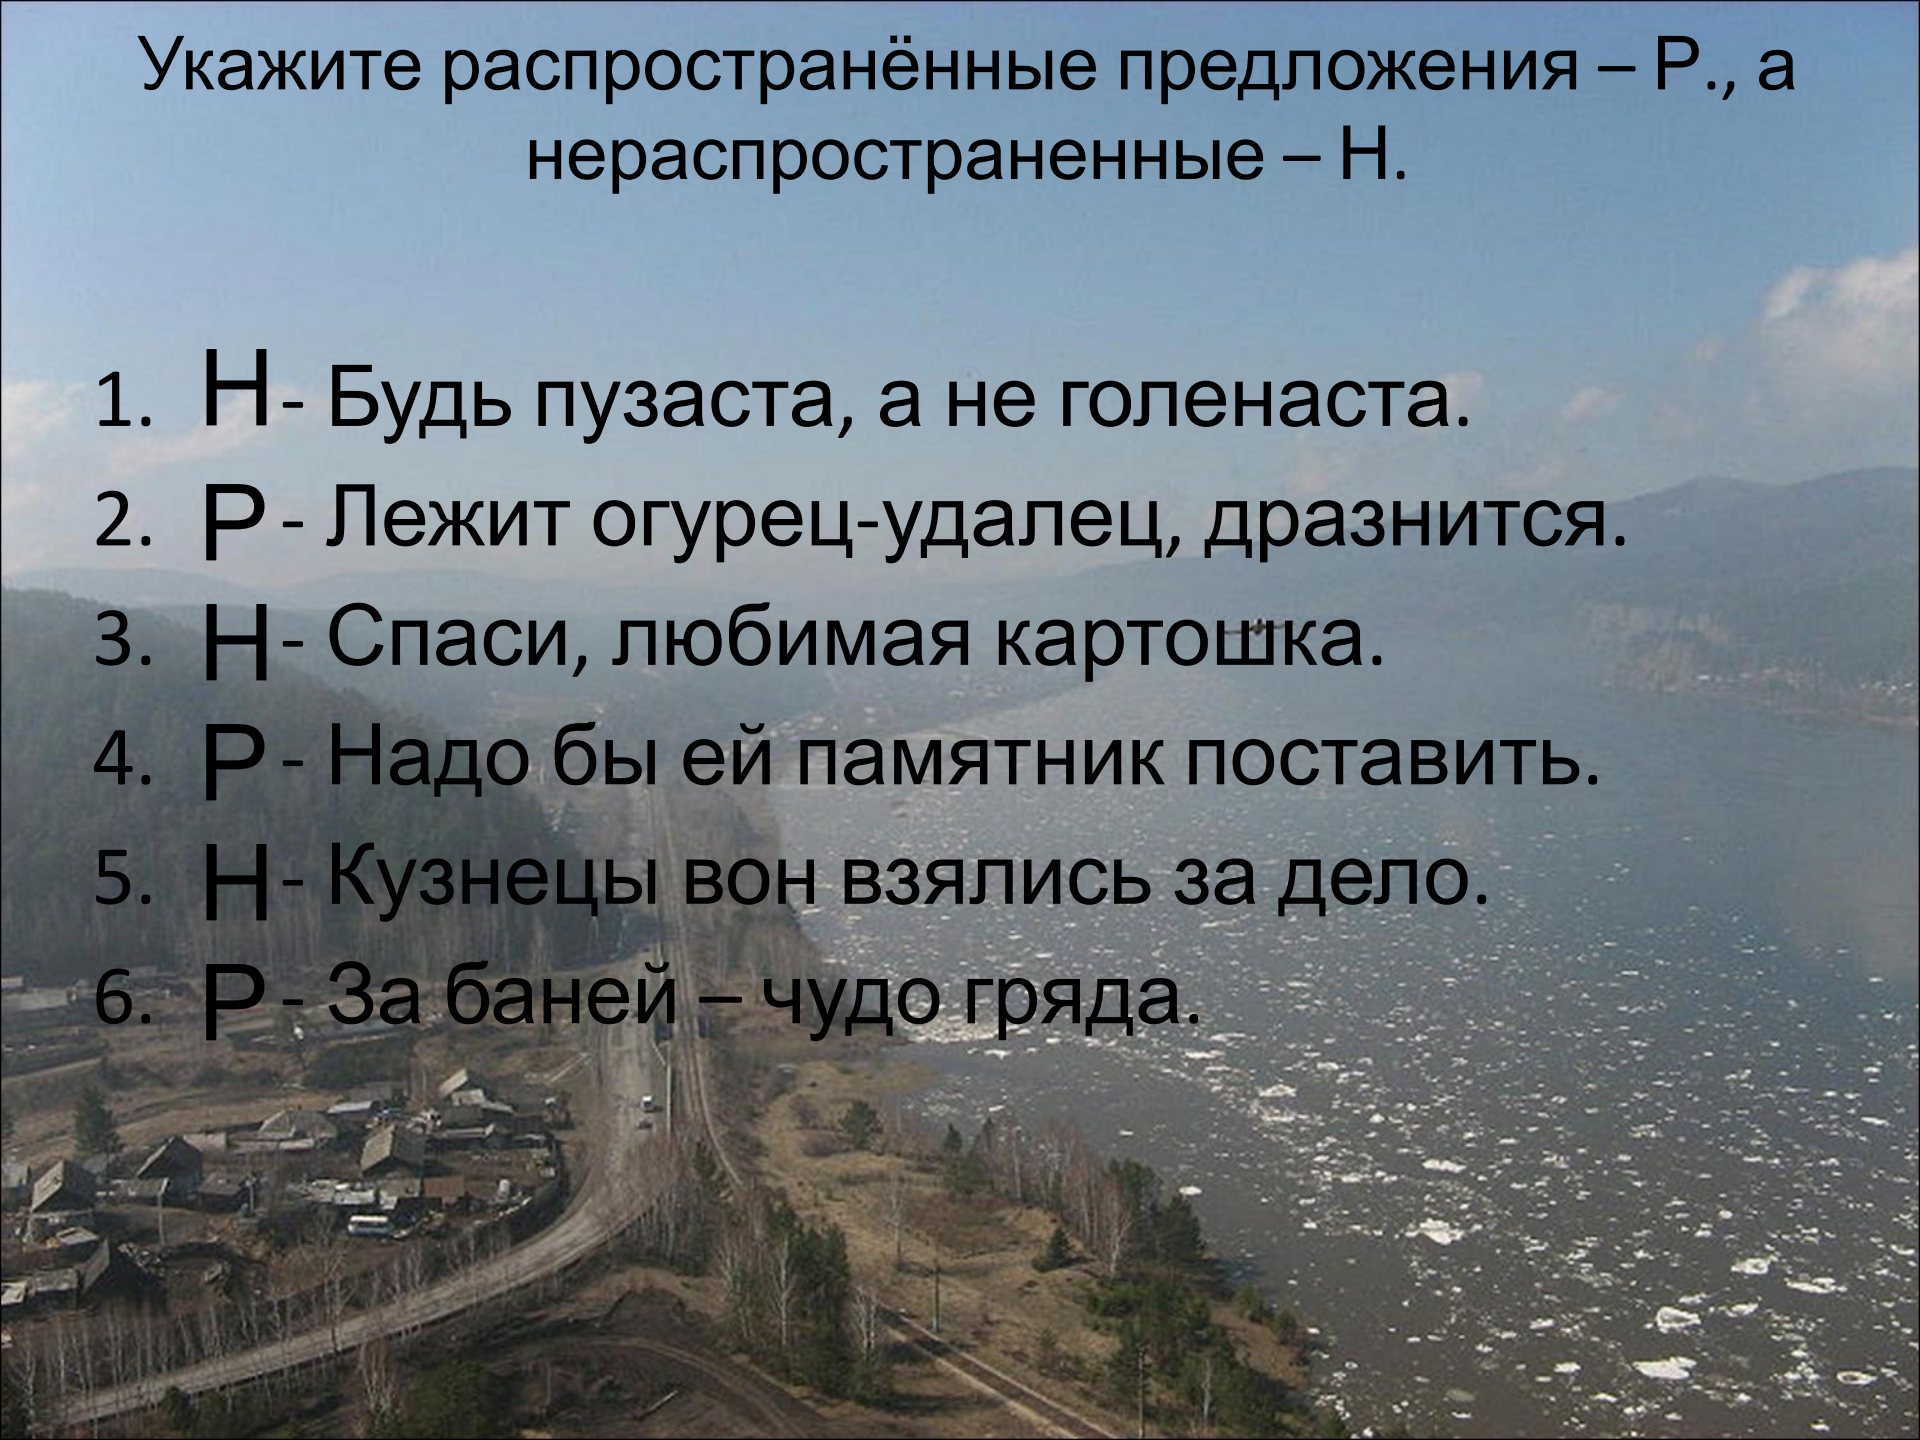 Укажите распространённые предложения – Р., а
нераспространенные – Н.
1. Н - Будь пузаста, а не голенаста.
2. Р - Лежит огурец-удалец, дразнится.
3. Н - Спаси, любимая картошка.
4. Р - Надо бы ей памятник поставить.
5. Н - Кузнецы вон взялись за дело.
6. Р - За баней – чудо гряда.